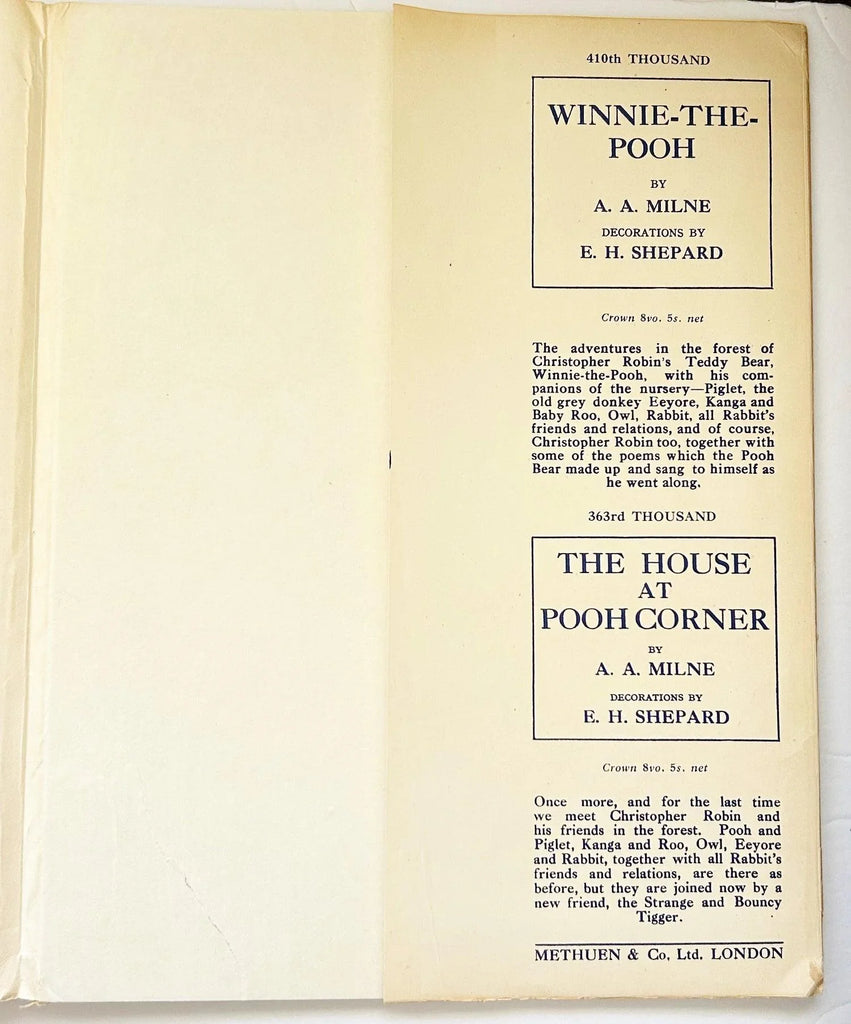 410th THOUSAND
WINNIE-THE-
POOH
BY
A. A. MILNE
DECORATIONS BY
E. H. SHEPARD
Crown 8vo. 5s. net
The adventures in the forest of
Christopher Robin's Teddy Bear,
Winnie-the-Pooh, with his com-
panions of the nursery—Piglet, the
old grey donkey Eeyore, Kanga and
Baby Roo, Owl, Rabbit, all Rabbit's
friends and relations, and of course,
Christopher Robin too, together with
some of the poems which the Pooh
Bear made up and sang to himself as
he went along.
363rd THOUSAND
THE HOUSE
AT
POOH CORNER
BY
A. A. MILNE
DECORATIONS BY
E. H. SHEPARD
Crown 8vo. 5s. net
Once more, and for the last time
we meet Christopher Robin and
his friends in the forest. Pooh and
Piglet, Kanga and Roo, Owl, Eeyore
and Rabbit, together with all Rabbit's
friends and relations, are there as
before, but they are joined now by a
new friend, the Strange and Bouncy
Tigger.
METHUEN & Co, Ltd. LONDON